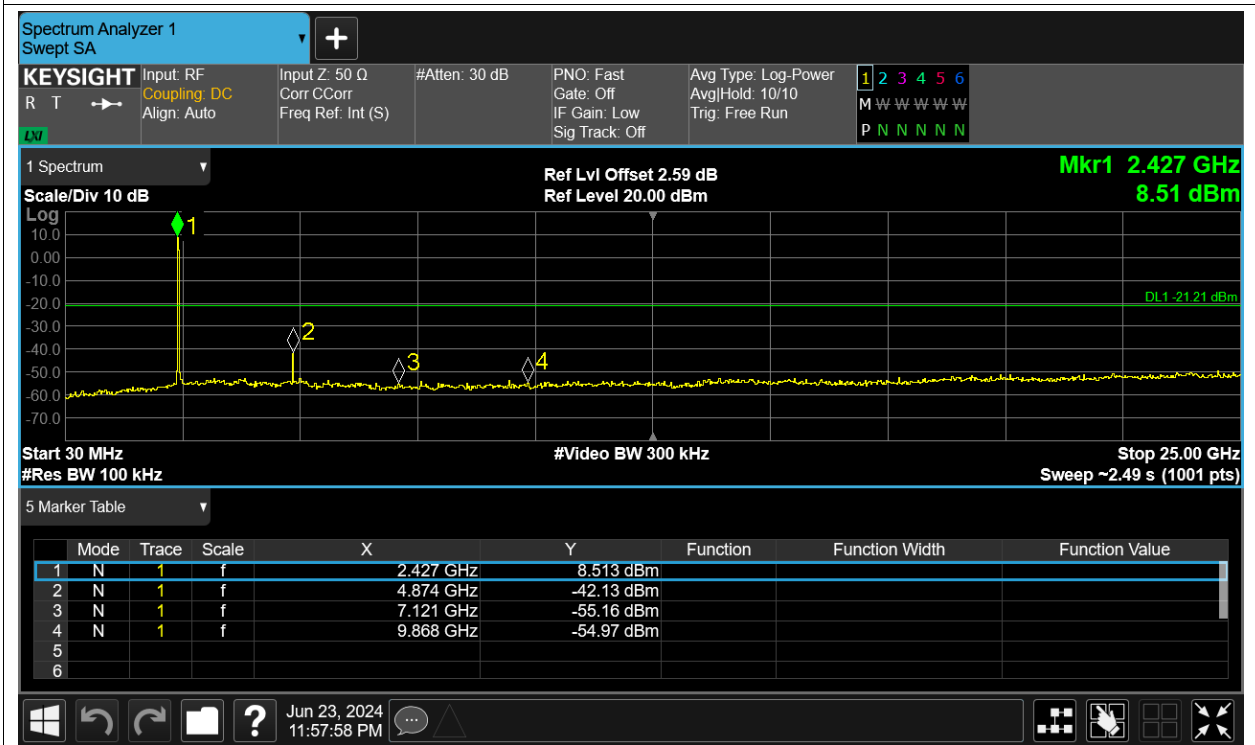 Spectrum Analyzer 1
Swept SA
KEYSIGHT
R T
LXI
Input: RF
Coupling: DC
Align: Auto
Input Z: 50 Ω
Corr CCorr
Freq Ref: Int (S)
#Atten: 30 dB
PNO: Fast
Gate: Off
IF Gain: Low
Sig Track: Off
Avg Type: Log-Power
Avg|Hold: 10/10
Trig: Free Run
1 2 3 4 5 6
M W W W W W
P N N N N N
1 Spectrum
Scale/Div 10 dB
Ref Lvl Offset 2.59 dB
Ref Level 20.00 dBm
Mkr1 2.427 GHz
8.51 dBm
Log
10.0
0.00
-10.0
-20.0
-30.0
-40.0
-50.0
-60.0
-70.0
1
2
3
4
DL1 -21.21 dBm
Start 30 MHz
#Video BW 300 kHz
Stop 25.00 GHz
#Res BW 100 kHz
Sweep ~2.49 s (1001 pts)
5 Marker Table
Mode Trace Scale X Y Function Function Width Function Value
1 N 1 f 2.427 GHz 8.513 dBm
2 N 1 f 4.874 GHz -42.13 dBm
3 N 1 f 7.121 GHz -55.16 dBm
4 N 1 f 9.868 GHz -54.97 dBm
5
6
?
Jun 23, 2024
11:57:58 PM